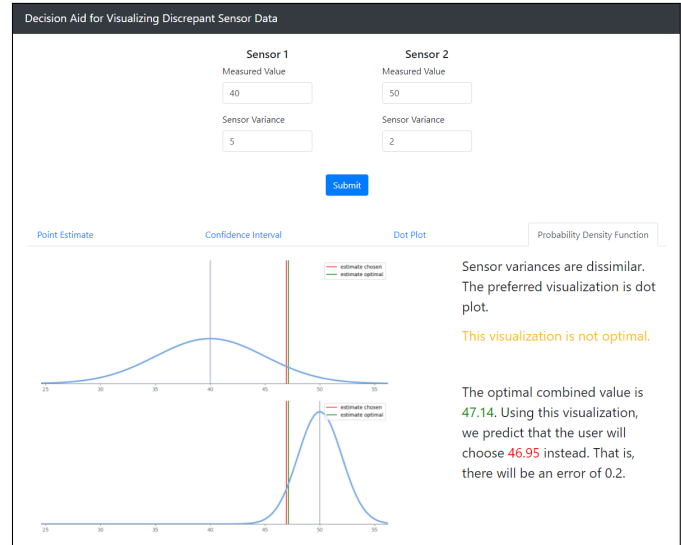 Decision Aid for Visualizing Discrepant Sensor Data
Sensor 1
Sensor 2
Measured Value
Measured Value
40
50
Sensor Variance
Sensor Variance
5
2
Submit
Point Estimate
Confidence Interval
Dot Plot
Probability Density Function
estimate chosen
estimate optimal
25 30 35 40 45 50 55
Sensor variances are dissimilar.
The preferred visualization is dot
plot.
This visualization is not optimal.
estimate chosen
estimate optimal
25 30 35 40 45 50 55
The optimal combined value is
47.14. Using this visualization,
we predict that the user will
choose 46.95 instead. That is,
there will be an error of 0.2.